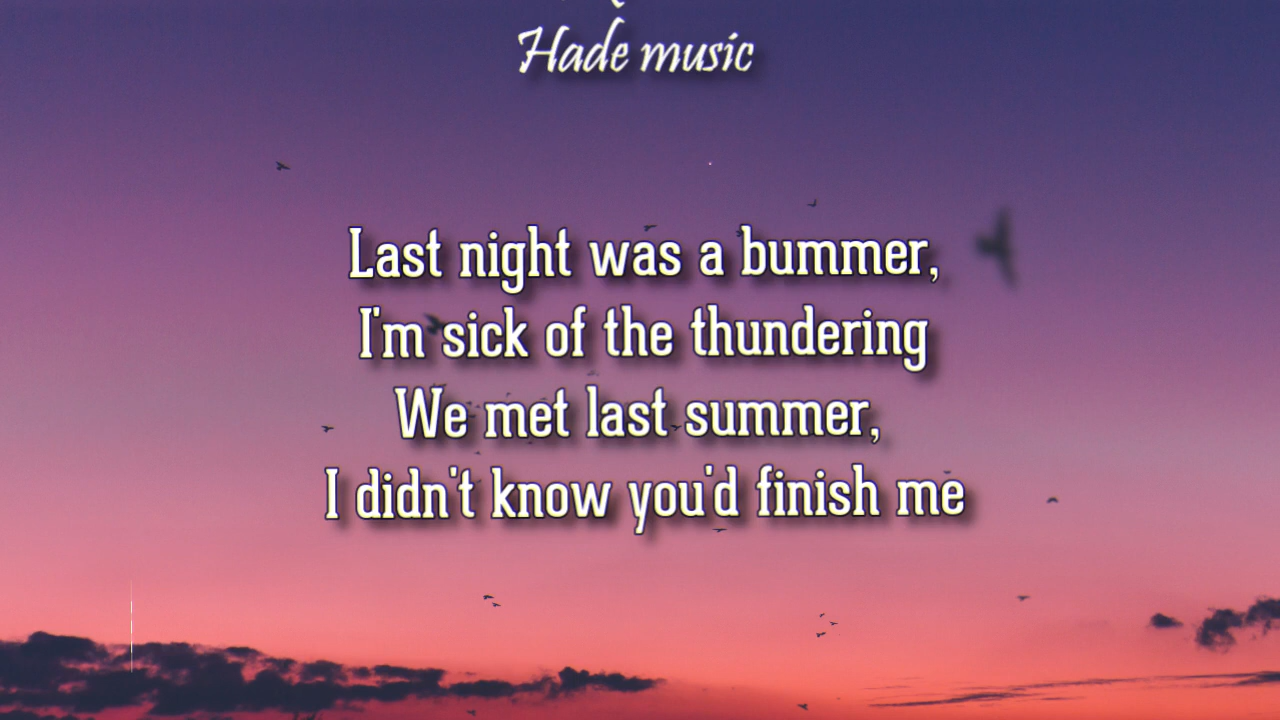 Hade music
Last night was a bummer,
I'm sick of the thundering
We met last summer,
I didn't know you'd finish me